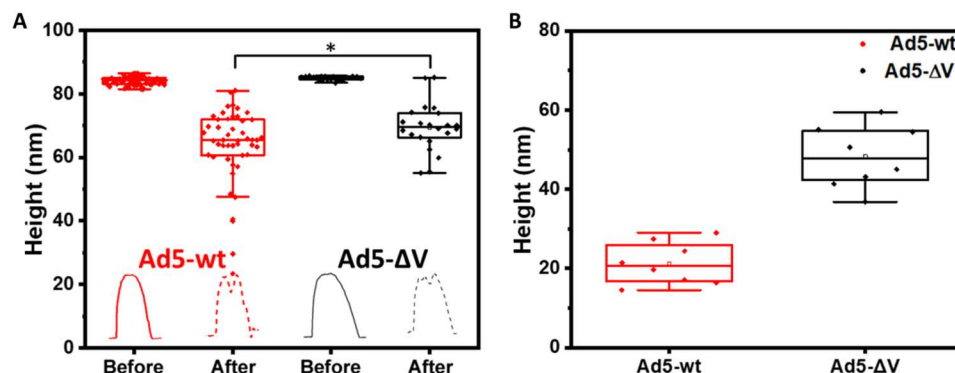 A
Height (nm)
100
80
60
40
20
0
*
Ad5-wt
Ad5-ΔV
Before
After
Before
After
B
Height (nm)
80
60
40
20
0
Ad5-wt
Ad5-ΔV
Ad5-wt
Ad5-ΔV